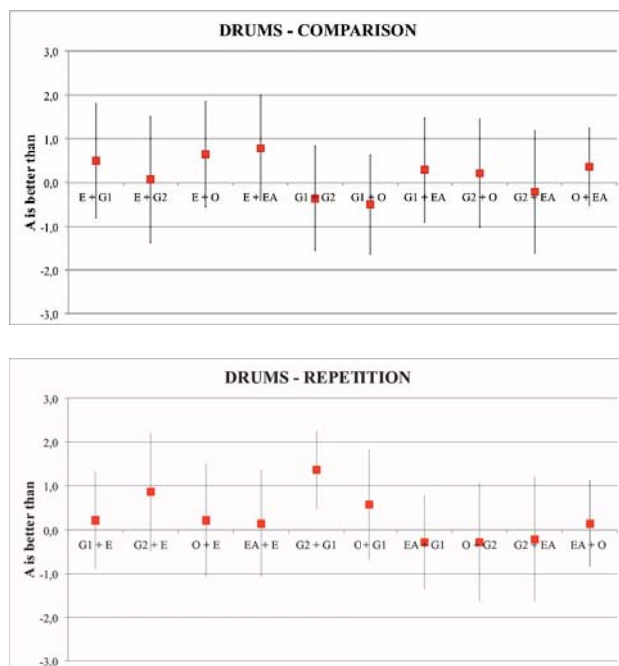 DRUMS - COMPARISON
3,0
2,0
1,0
0,0
-1,0
-2,0
-3,0
A is better than
E + G1 E + G2 E + O E + EA G1 + G2 G1 + O G1 + EA G2 + O G2 + EA O + EA
DRUMS - REPETITION
3,0
2,0
1,0
0,0
-1,0
-2,0
-3,0
A is better than
G1 + E G2 + E O + E EA + E G2 + G1 O + G1 EA + G1 O + G2 G2 + EA EA + O